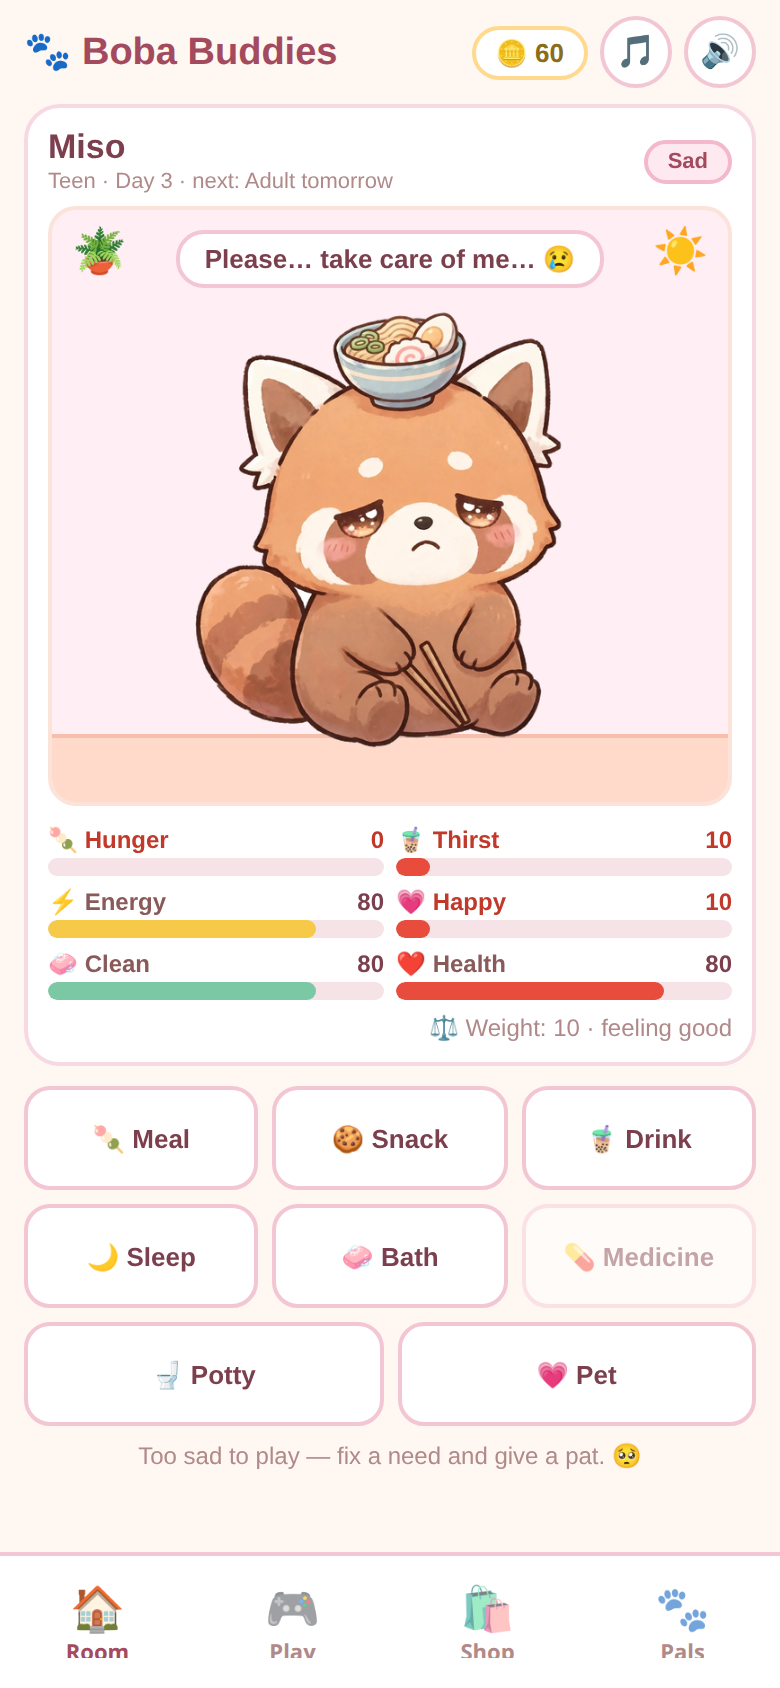 🐾 Boba Buddies
🪙 60
Miso
Teen · Day 3 · next: Adult tomorrow
Sad
Please… take care of me… 😢
🍡 Hunger 0
🧋 Thirst 10
⚡ Energy 80
💗 Happy 10
🧼 Clean 80
❤️ Health 80
⚖️ Weight: 10 · feeling good
🍡 Meal
🍪 Snack
🧋 Drink
🌙 Sleep
🧼 Bath
💊 Medicine
🚽 Potty
💗 Pet
Too sad to play — fix a need and give a pat. 🥺
Room
Play
Shop
Pals